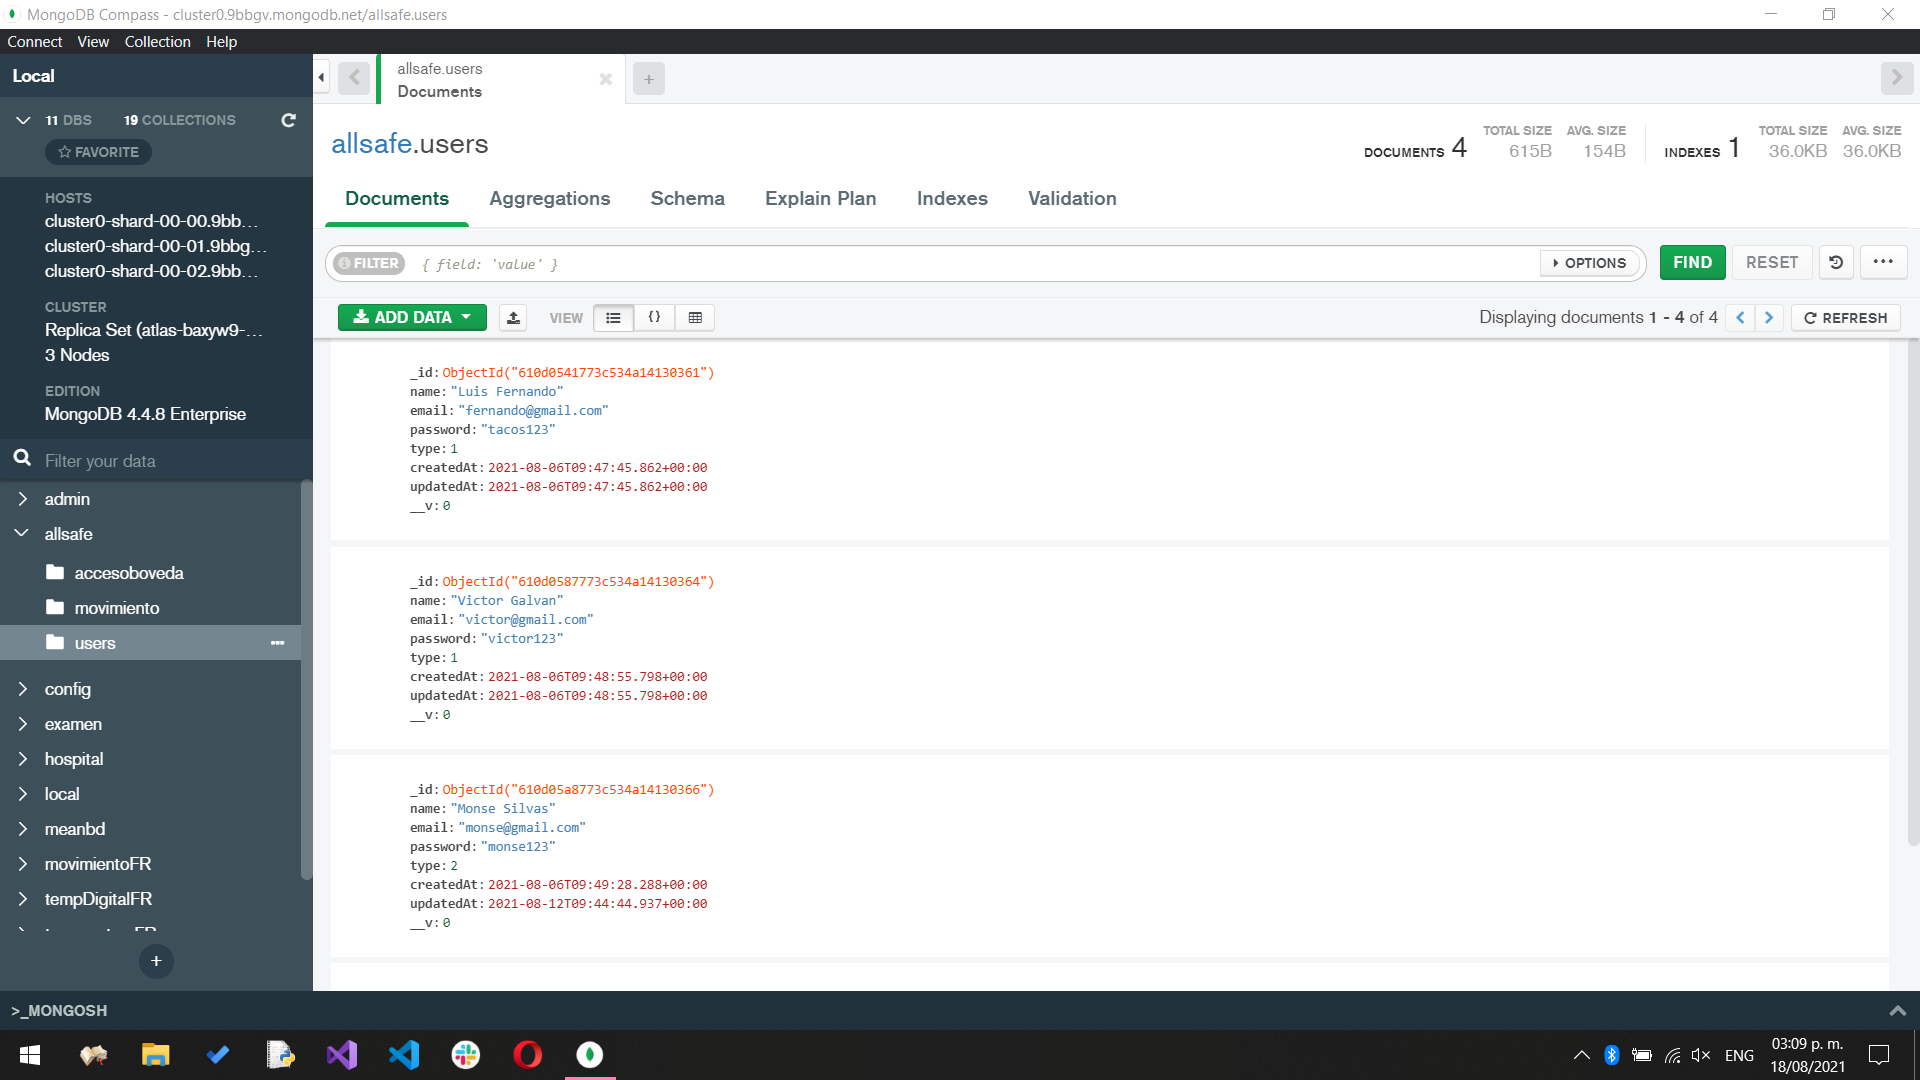 MongoDB Compass - cluster0.9bbgv.mongodb.net/allsafe.users
Connect View Collection Help
Local
11 DBS 19 COLLECTIONS
FAVORITE
HOSTS
cluster0-shard-00-00.9bb...
cluster0-shard-00-01.9bbg...
cluster0-shard-00-02.9bb...
CLUSTER
Replica Set (atlas-baxyw9-...
3 Nodes
EDITION
MongoDB 4.4.8 Enterprise
Filter your data
admin
allsafe
accesoboveda
movimiento
users
config
examen
hospital
local
meanbd
movimientoFR
tempDigitalFR
allsafe.users
Documents
allsafe.users
DOCUMENTS 4 TOTAL SIZE 615B AVG. SIZE 154B
INDEXES 1 TOTAL SIZE 36.0KB AVG. SIZE 36.0KB
Documents Aggregations Schema Explain Plan Indexes Validation
FILTER { field: 'value' } OPTIONS FIND RESET
ADD DATA VIEW {} Displaying documents 1 - 4 of 4 REFRESH
_id: ObjectId("610d0541773c534a14130361")
name: "Luis Fernando"
email: "fernando@gmail.com"
password: "tacos123"
type: 1
createdAt: 2021-08-06T09:47:45.862+00:00
updatedAt: 2021-08-06T09:47:45.862+00:00
__v: 0
_id: ObjectId("610d0587773c534a14130364")
name: "Victor Galvan"
email: "victor@gmail.com"
password: "victor123"
type: 1
createdAt: 2021-08-06T09:48:55.798+00:00
updatedAt: 2021-08-06T09:48:55.798+00:00
__v: 0
_id: ObjectId("610d05a8773c534a14130366")
name: "Monse Silvas"
email: "monse@gmail.com"
password: "monse123"
type: 2
createdAt: 2021-08-06T09:49:28.288+00:00
updatedAt: 2021-08-12T09:44:44.937+00:00
__v: 0
>_MONGOSH
ENG
03:09 p. m.
18/08/2021